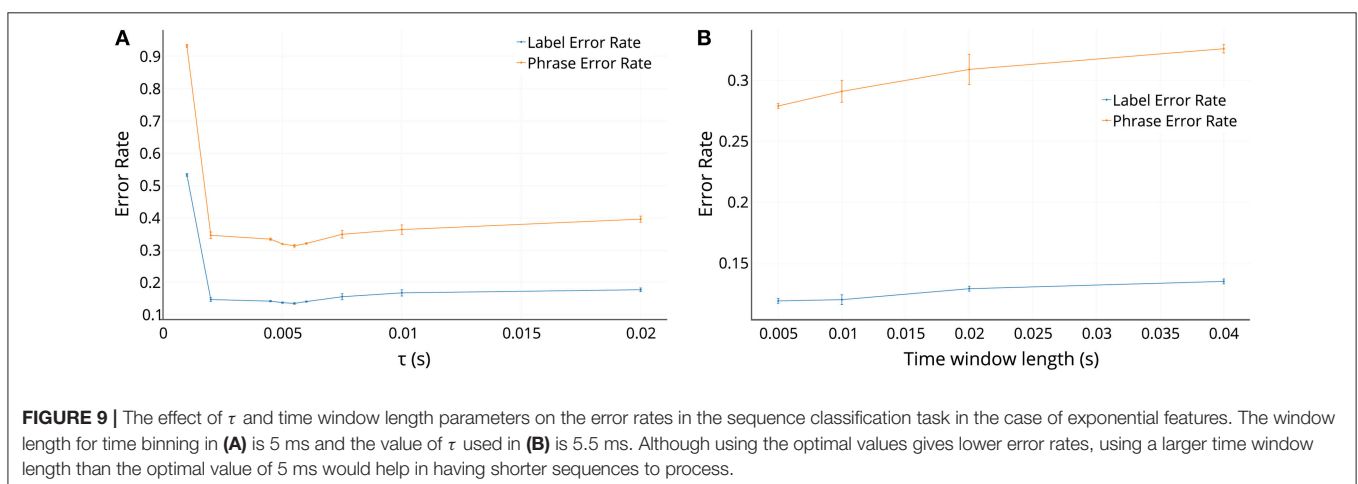 A
Label Error Rate
Phrase Error Rate
0.9
0.8
0.7
0.6
0.5
0.4
0.3
0.2
0.1
Error Rate
0
0.005
0.01
0.015
0.02
τ (s)
B
0.3
0.25
0.2
0.15
Error Rate
Label Error Rate
Phrase Error Rate
0.005
0.01
0.015
0.02
0.025
0.03
0.035
0.04
Time window length (s)
FIGURE 9 | The effect of τ and time window length parameters on the error rates in the sequence classification task in the case of exponential features. The window
length for time binning in (A) is 5 ms and the value of τ used in (B) is 5.5 ms. Although using the optimal values gives lower error rates, using a larger time window
length than the optimal value of 5 ms would help in having shorter sequences to process.